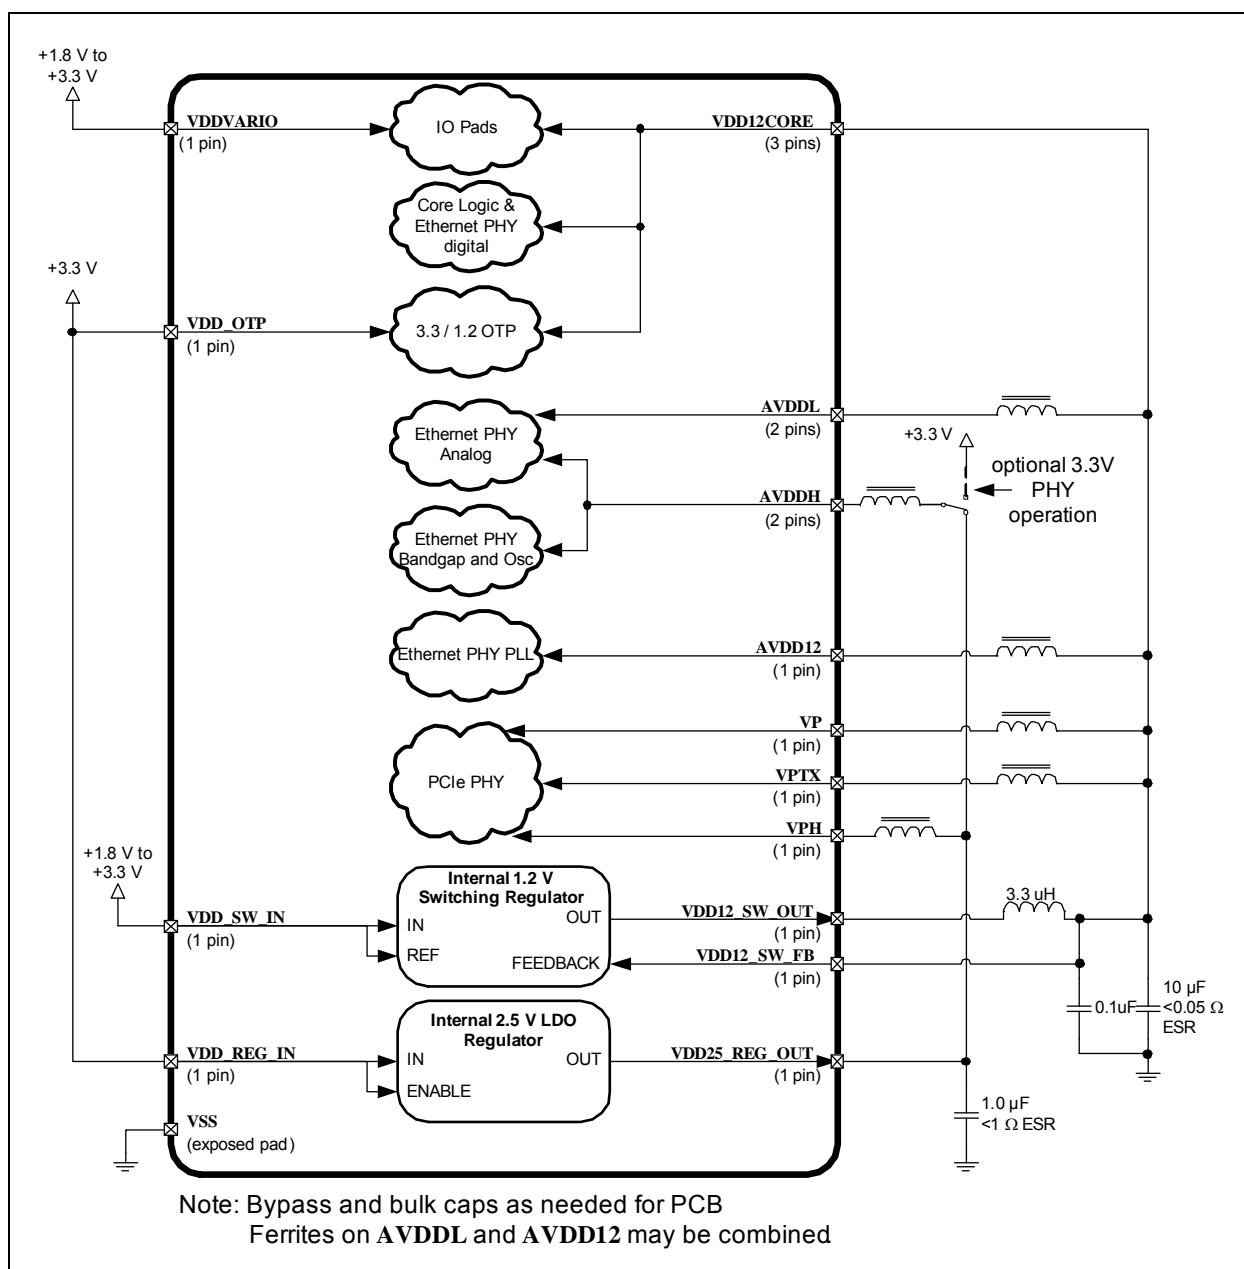 +1.8 V to
+3.3 V
VDDVARIO
(1 pin)
IO Pads
VDD12CORE
(3 pins)
Core Logic &
Ethernet PHY
digital
+3.3 V
VDD_OTP
(1 pin)
3.3 / 1.2 OTP
AVDDL
(2 pins)
Ethernet PHY
Analog
+3.3 V
optional 3.3V
PHY
operation
AVDDH
(2 pins)
Ethernet PHY
Bandgap and Osc
Ethernet PHY PLL
AVDD12
(1 pin)
VP
(1 pin)
PCIe PHY
VPTX
(1 pin)
VPH
(1 pin)
+1.8 V to
+3.3 V
Internal 1.2 V
Switching Regulator
VDD_SW_IN
(1 pin)
IN
REF
OUT
FEEDBACK
VDD12_SW_OUT
(1 pin)
3.3 uH
VDD12_SW_FB
(1 pin)
0.1uF
10 µF
<0.05 Ω
ESR
Internal 2.5 V LDO
Regulator
VDD_REG_IN
(1 pin)
IN
ENABLE
OUT
VDD25_REG_OUT
(1 pin)
1.0 µF
<1 Ω ESR
VSS
(exposed pad)
Note: Bypass and bulk caps as needed for PCB
Ferrites on AVDDL and AVDD12 may be combined